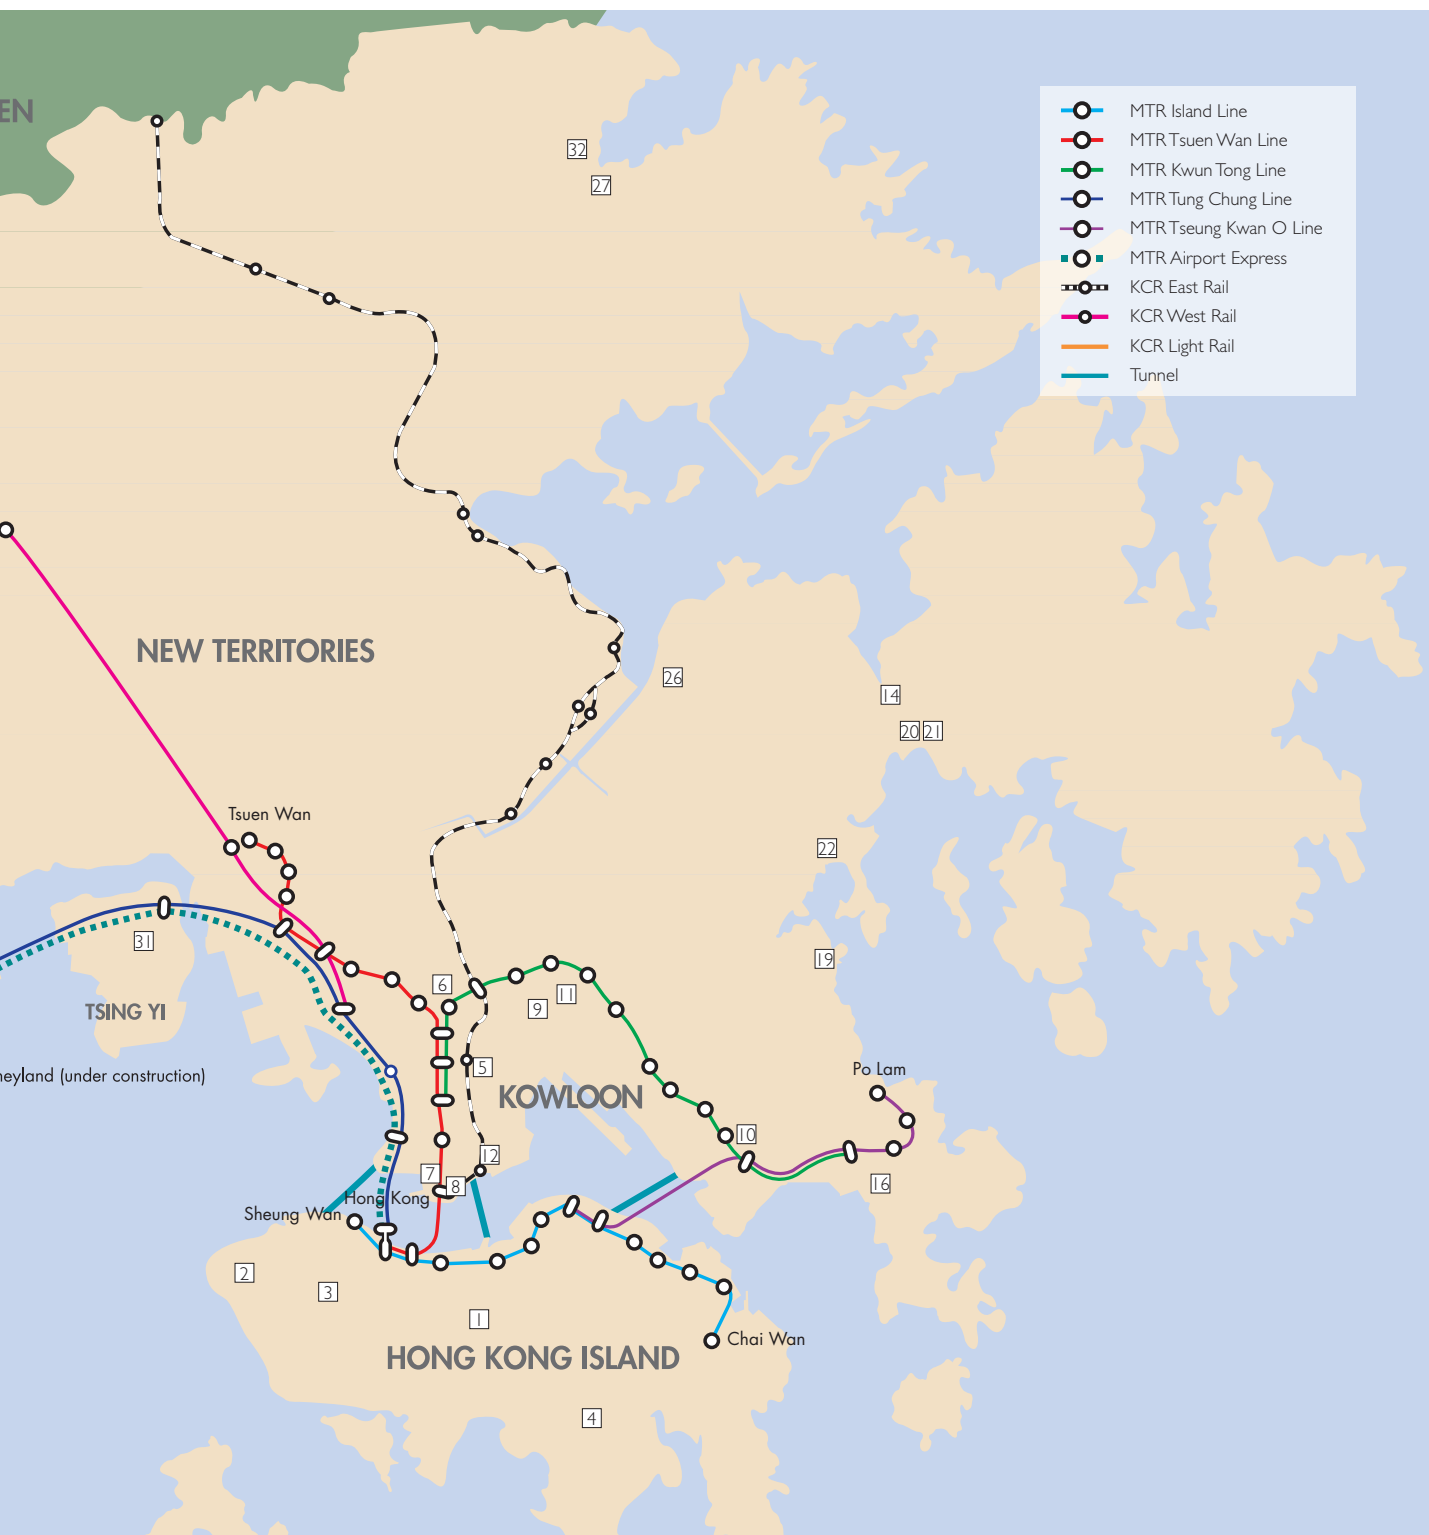 EN
MTR Island Line
MTR Tsuen Wan Line
MTR Kwun Tong Line
MTR Tung Chung Line
MTR Tseung Kwan O Line
MTR Airport Express
KCR East Rail
KCR West Rail
KCR Light Rail
Tunnel
32
27
NEW TERRITORIES
26
14
20 21
Tsuen Wan
22
31
19
6
11
9
TSING YI
5
neyland (under construction)
Po Lam
KOWLOON
10
12
7
8
16
Hong Kong
Sheung Wan
2
3
1
Chai Wan
HONG KONG ISLAND
4